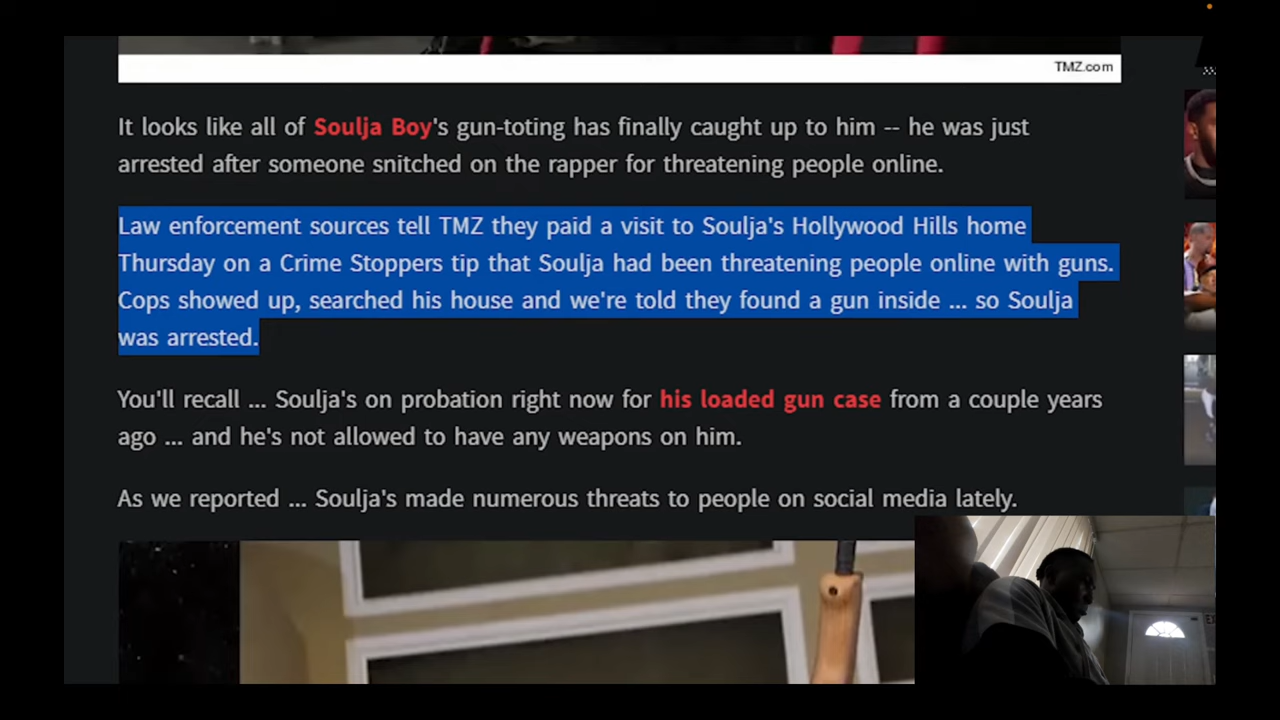 TMZ.com
It looks like all of Soulja Boy's gun-toting has finally caught up to him -- he was just
arrested after someone snitched on the rapper for threatening people online.
Law enforcement sources tell TMZ they paid a visit to Soulja's Hollywood Hills home
Thursday on a Crime Stoppers tip that Soulja had been threatening people online with guns.
Cops showed up, searched his house and we're told they found a gun inside ... so Soulja
was arrested.
You'll recall ... Soulja's on probation right now for his loaded gun case from a couple years
ago ... and he's not allowed to have any weapons on him.
As we reported ... Soulja's made numerous threats to people on social media lately.